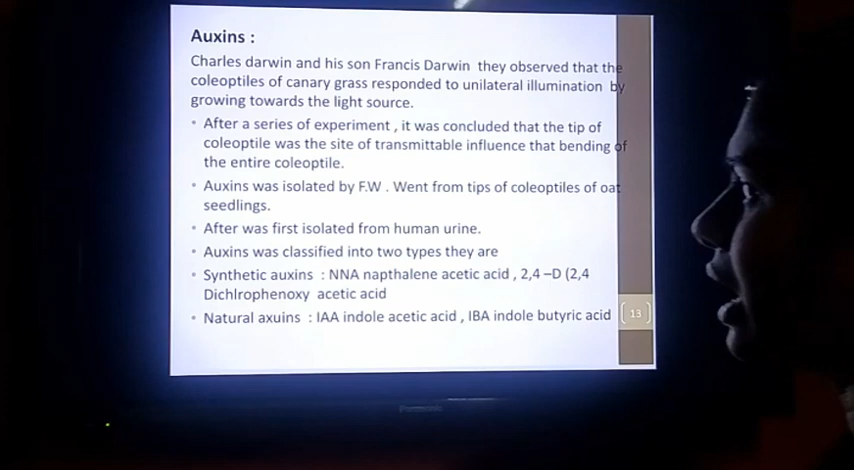 Auxins :
Charles darwin and his son Francis Darwin they observed that the
coleoptiles of canary grass responded to unilateral illumination by
growing towards the light source.
• After a series of experiment , it was concluded that the tip of
coleoptile was the site of transmittable influence that bending of
the entire coleoptile.
• Auxins was isolated by F.W . Went from tips of coleoptiles of oat
seedlings.
• After was first isolated from human urine.
• Auxins was classified into two types they are
• Synthetic auxins : NNA napthalene acetic acid , 2,4 –D (2,4
Dichlrophenoxy acetic acid
• Natural axuins : IAA indole acetic acid , IBA indole butyric acid
13
Panasonic